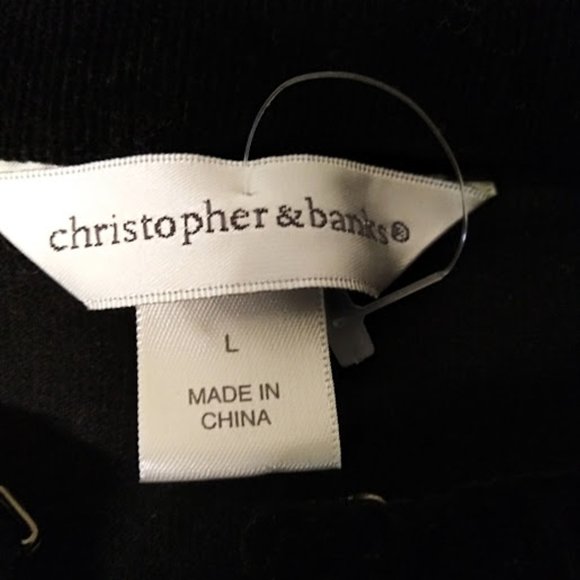 christopher & banks®
L
MADE IN
CHINA